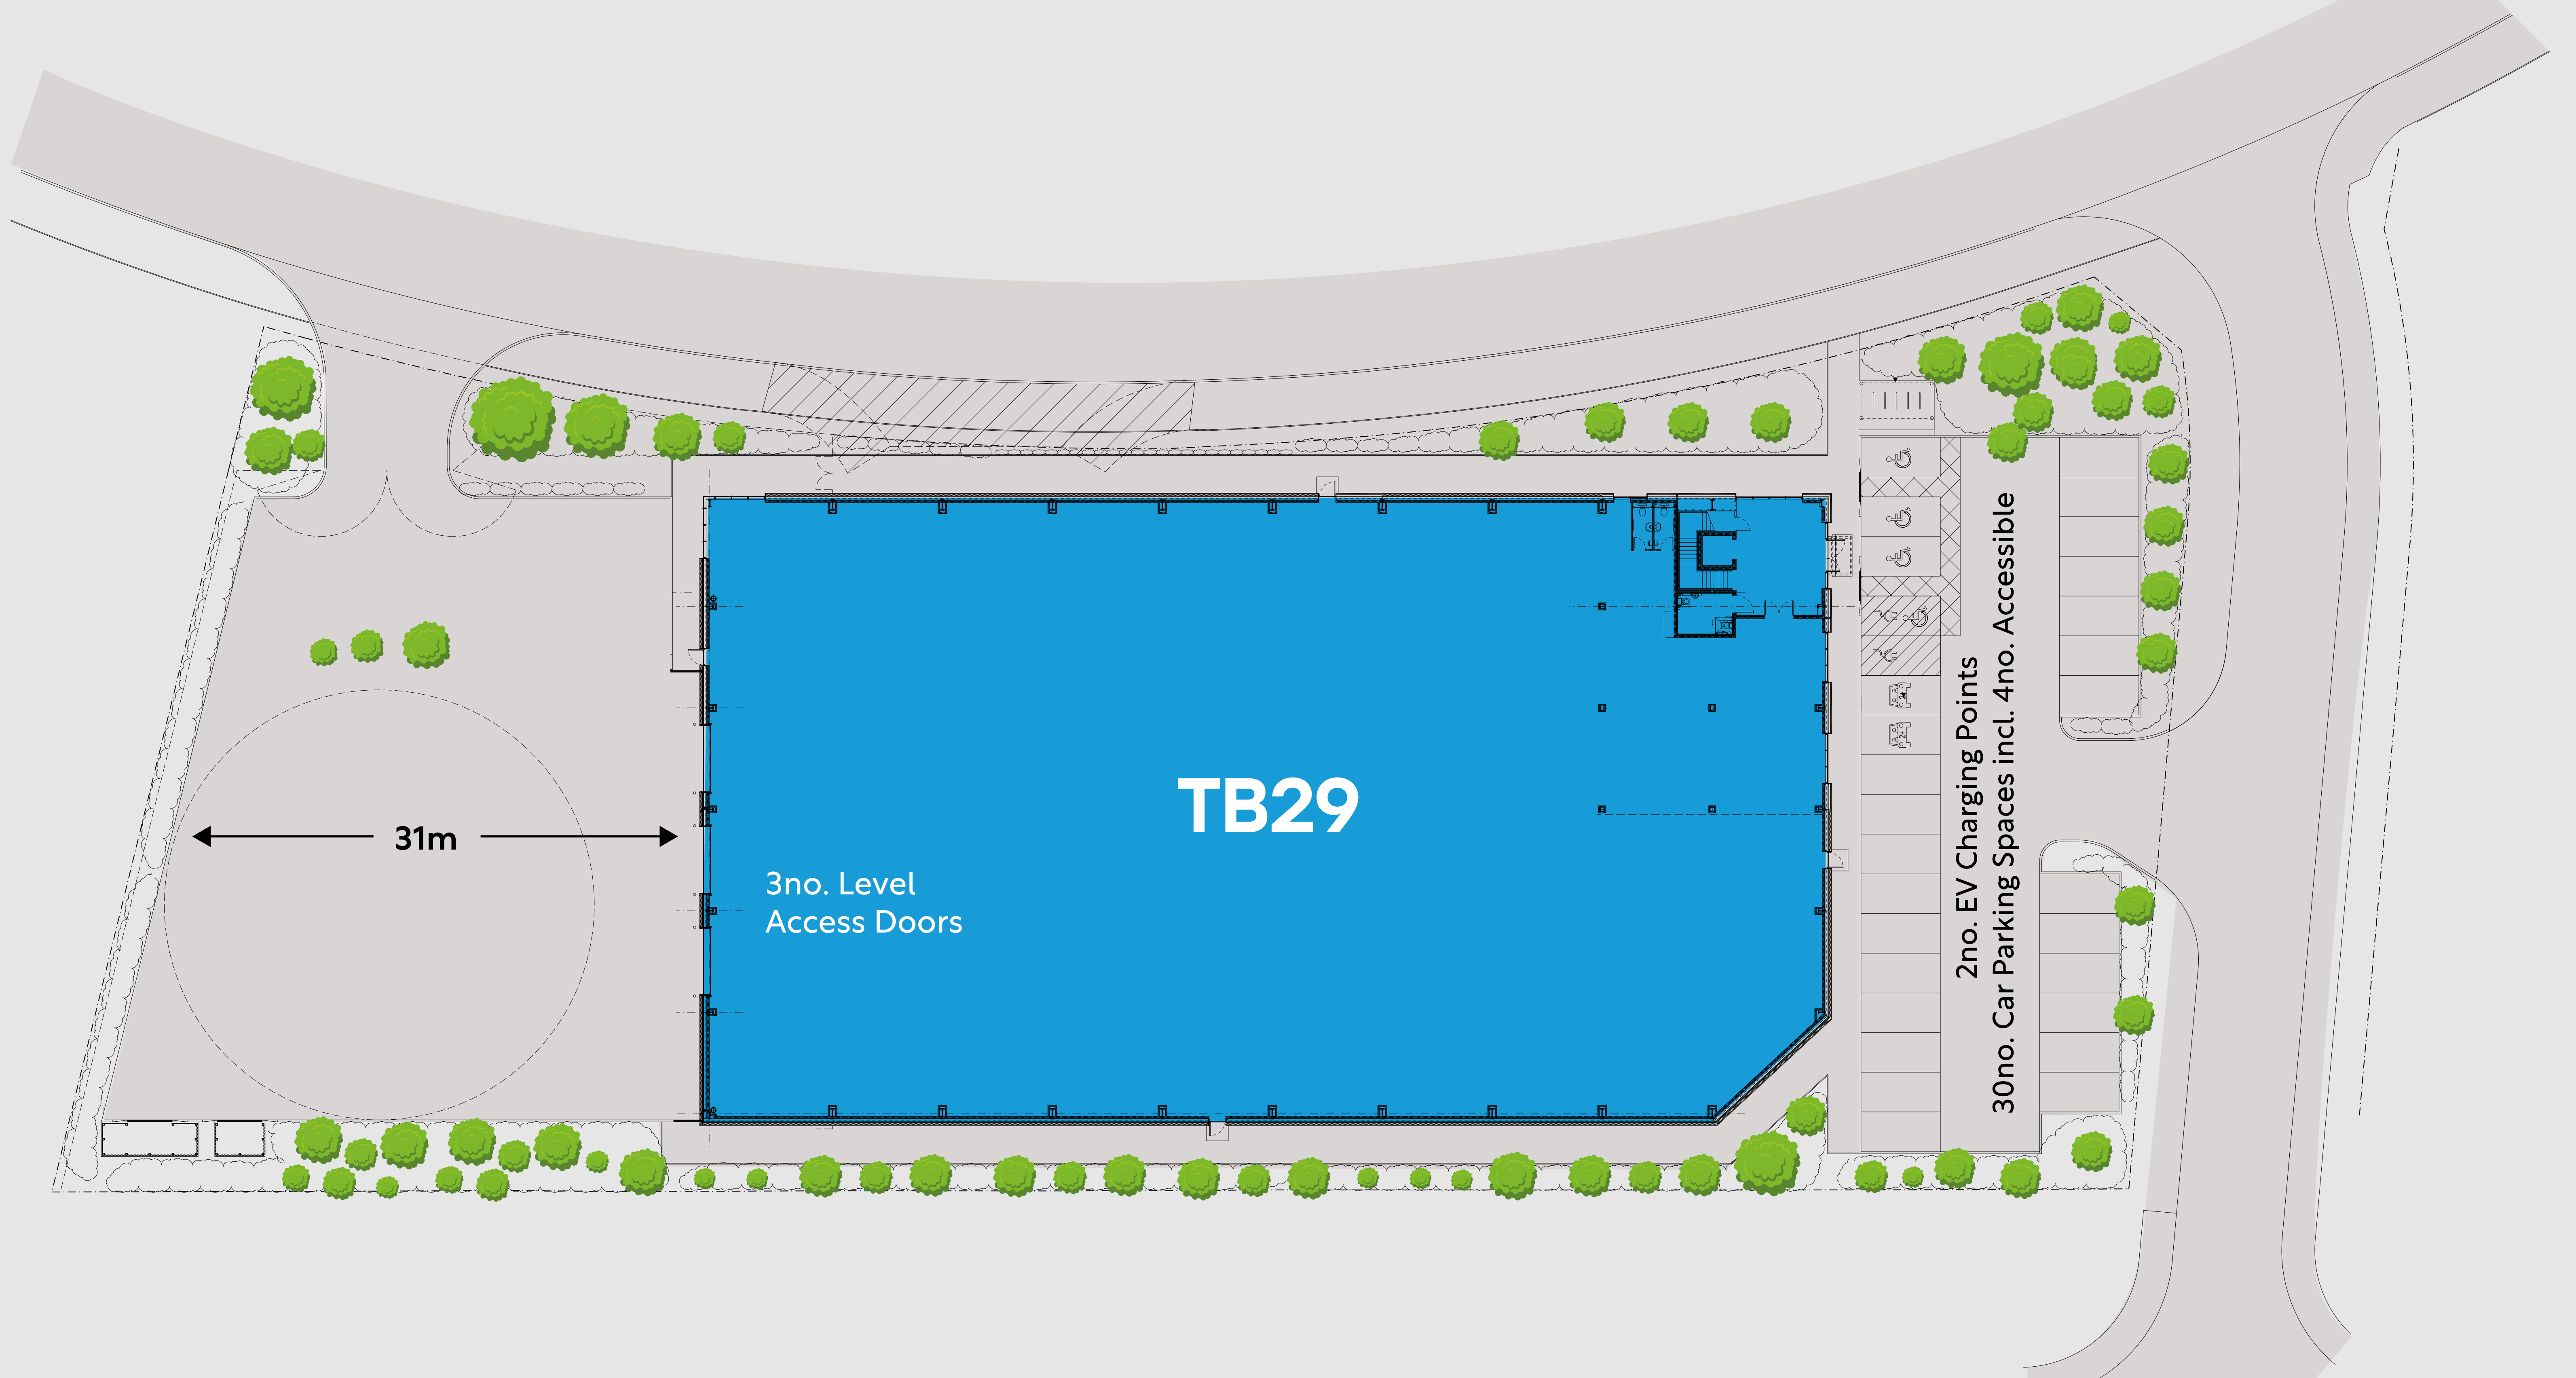 TB29
31m
3no. Level
Access Doors
2no. EV Charging Points
30no. Car Parking Spaces incl. 4no. Accessible